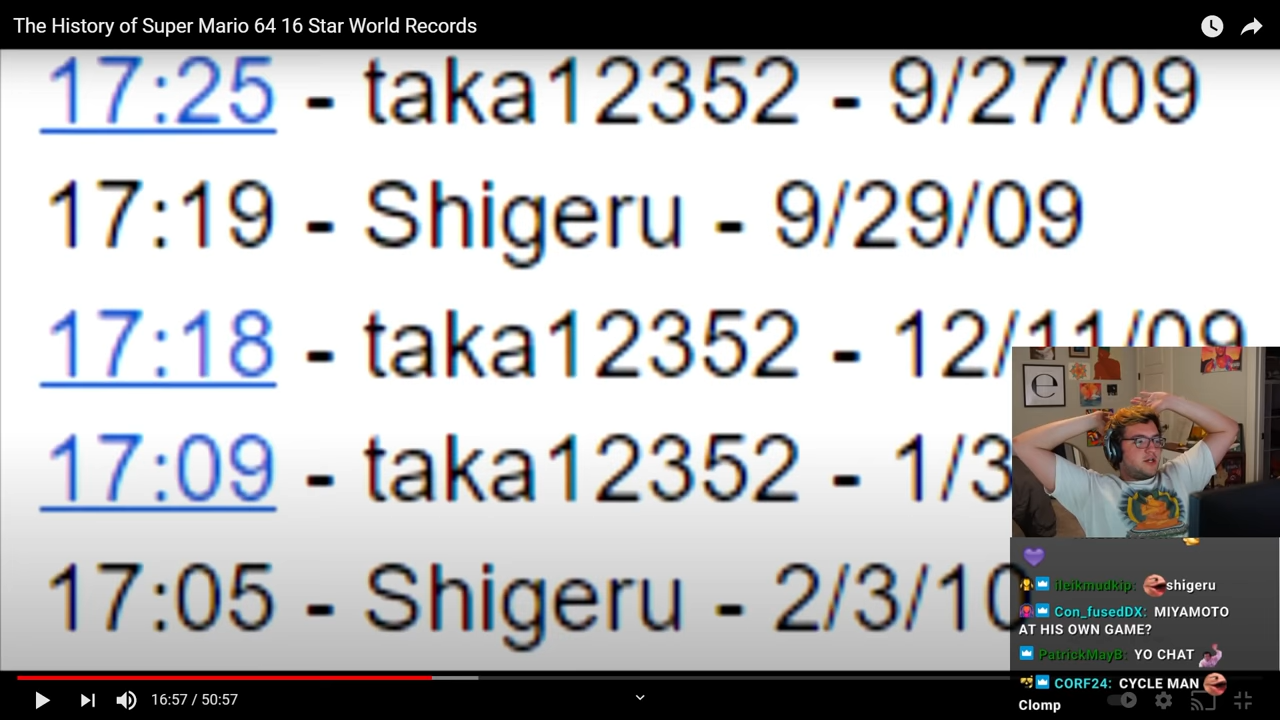 The History of Super Mario 64 16 Star World Records
17:25 - taka12352 - 9/27/09
17:19 - Shigeru - 9/29/09
17:18 - taka12352 - 12/11/09
17:09 - taka12352 - 1/3
17:05 - Shigeru - 2/3/10
e
ileikmudkip: shigeru
Con_fusedDX: MIYAMOTO
AT HIS OWN GAME?
PatrickMayB: YO CHAT
CORF24: CYCLE MAN
Clomp
16:57 / 50:57